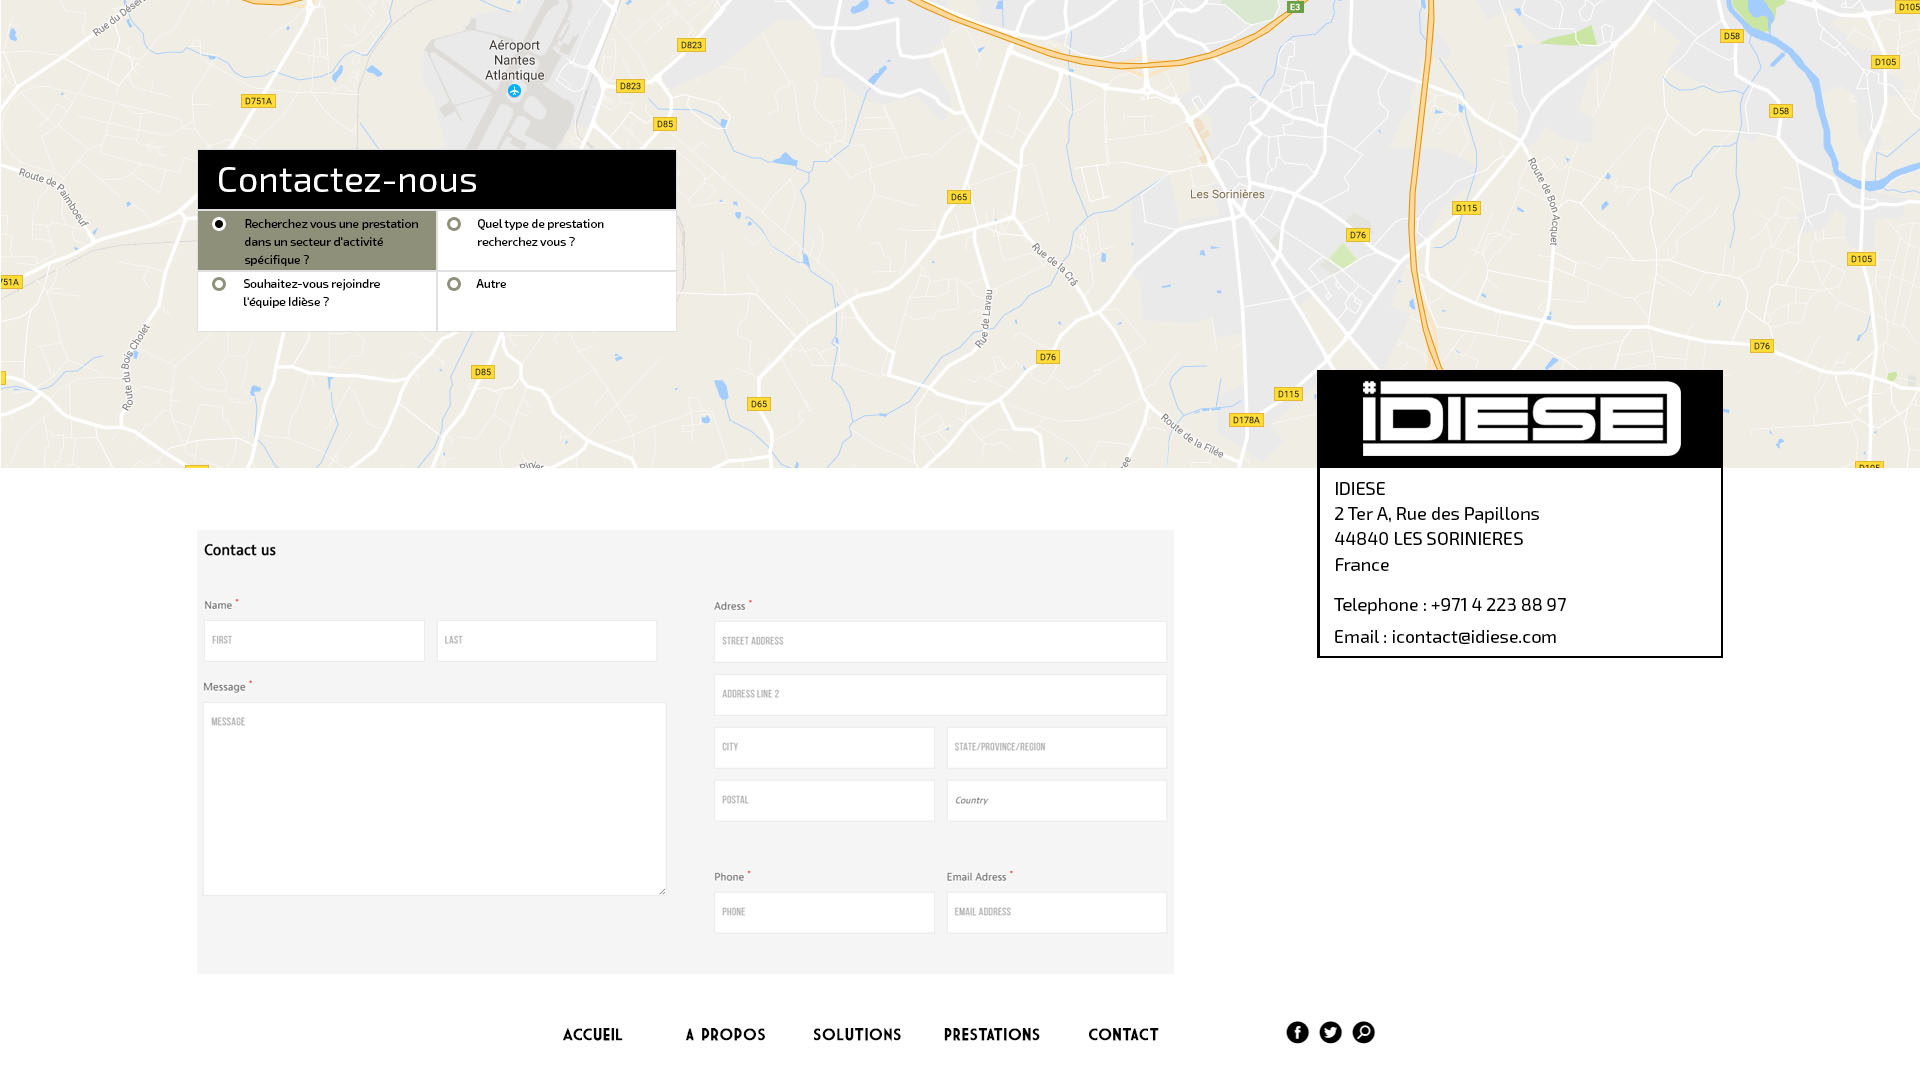 Rue du Désert
E3
D105
D58
D823
Aéroport
Nantes
Atlantique
D105
D823
D751A
D58
D85
Contactez-nous
Route de Paimboeuf
Route de Bon Acquet
Les Sorinières
D65
D115
Recherchez vous une prestation
dans un secteur d'activité
spécifique ?
Quel type de prestation
recherchez vous ?
D76
Rue de la Crâ
D105
751A
Souhaitez-vous rejoindre
l'équipe Idièse ?
Autre
Rue de Lavau
Route du Bois Cholet
D76
D76
D85
D115
D65
D178A
Route de la Filée
#IDIESE
D105
IDIESE
2 Ter A, Rue des Papillons
44840 LES SORINIERES
France
Telephone : +971 4 223 88 97
Email : icontact@idiese.com
Contact us
Name *
Adress *
FIRST
LAST
STREET ADDRESS
Message *
ADDRESS LINE 2
MESSAGE
CITY
STATE/PROVINCE/REGION
POSTAL
Country
Phone *
Email Adress *
PHONE
EMAIL ADDRESS
ACCUEIL
A PROPOS
SOLUTIONS
PRESTATIONS
CONTACT